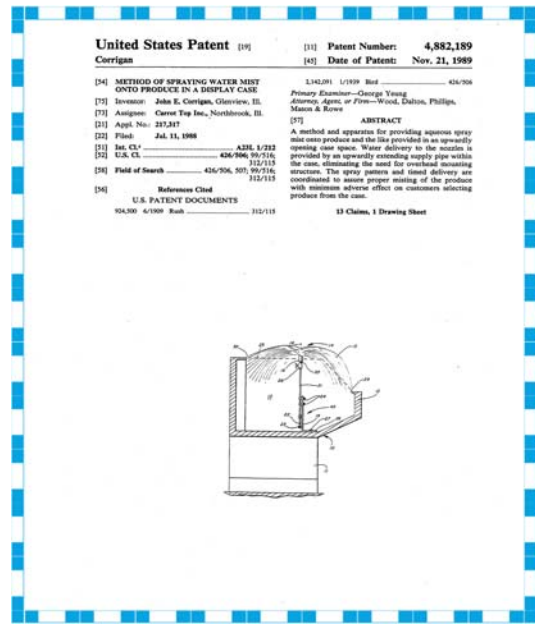 United States Patent [19]
Corrigan
[11] Patent Number: 4,882,189
[45] Date of Patent: Nov. 21, 1989
[54] METHOD OF SPRAYING WATER MIST
ONTO PRODUCE IN A DISPLAY CASE
[75] Inventor: John E. Corrigan, Glenview, Ill.
[73] Assignee: Carrot Top Inc., Northbrook, Ill.
[21] Appl. No.: 217,317
[22] Filed: Jul. 11, 1988
[51] Int. Cl.⁴ ........ A23L 1/212
[52] U.S. Cl. ........ 426/506; 99/516;
312/115
[58] Field of Search ........ 426/506, 507; 99/516;
312/115
[56] References Cited
U.S. PATENT DOCUMENTS
924,500 6/1909 Rush ........ 312/115
2,142,091 1/1939 Bird ........ 426/506
Primary Examiner—George Yeung
Attorney, Agent, or Firm—Wood, Dalton, Phillips,
Mason & Rowe
[57] ABSTRACT
A method and apparatus for providing aqueous spray
mist onto produce and the like provided in an upwardly
opening case space. Water delivery to the nozzles is
provided by an upwardly extending supply pipe within
the case, eliminating the need for overhead mounting
structure. The spray pattern and timed delivery are
coordinated to assure proper misting of the produce
with minimum adverse effect on customers selecting
produce from the case.
13 Claims, 1 Drawing Sheet